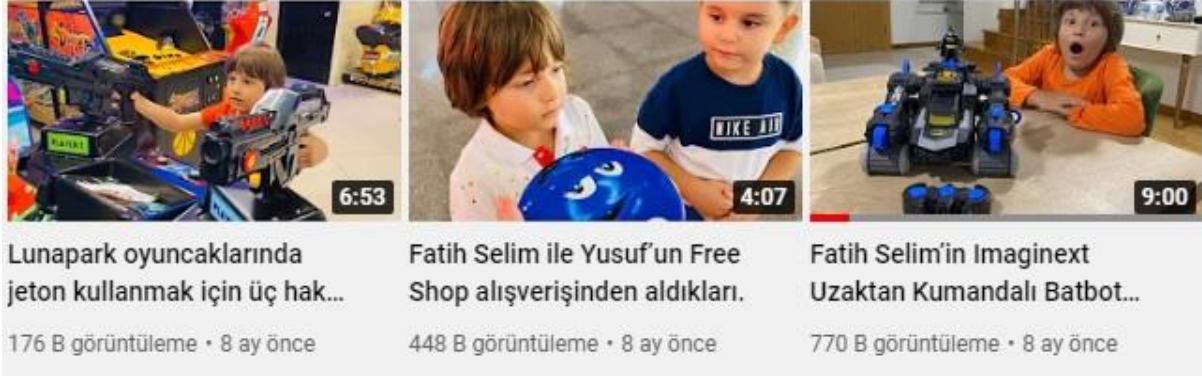 RANKI
NIKE AIR
6:53
4:07
9:00
Lunapark oyuncaklarında
jeton kullanmak için üç hak...
176 B görüntüleme • 8 ay önce
Fatih Selim ile Yusuf'un Free
Shop alışverişinden aldıkları.
448 B görüntüleme • 8 ay önce
Fatih Selim'in Imaginext
Uzaktan Kumandalı Batbot...
770 B görüntüleme • 8 ay önce